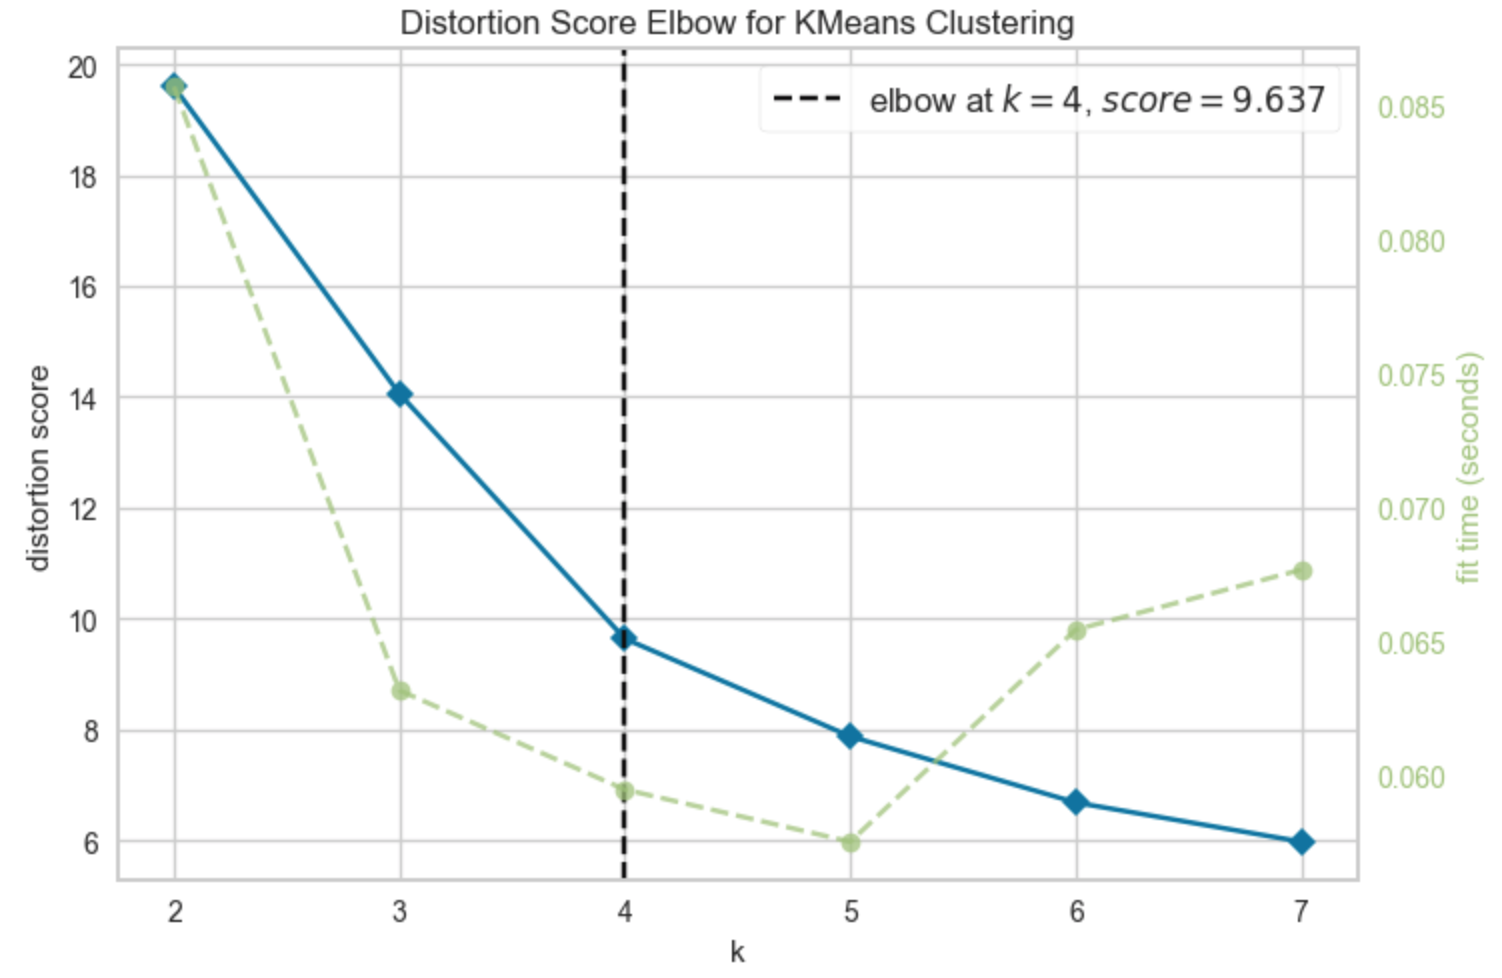 Distortion Score Elbow for KMeans Clustering
elbow at k = 4, score = 9.637
distortion score
20
18
16
14
12
10
8
6
0.085
0.080
0.075
0.070
0.065
0.060
fit time (seconds)
2 3 4 5 6 7
k